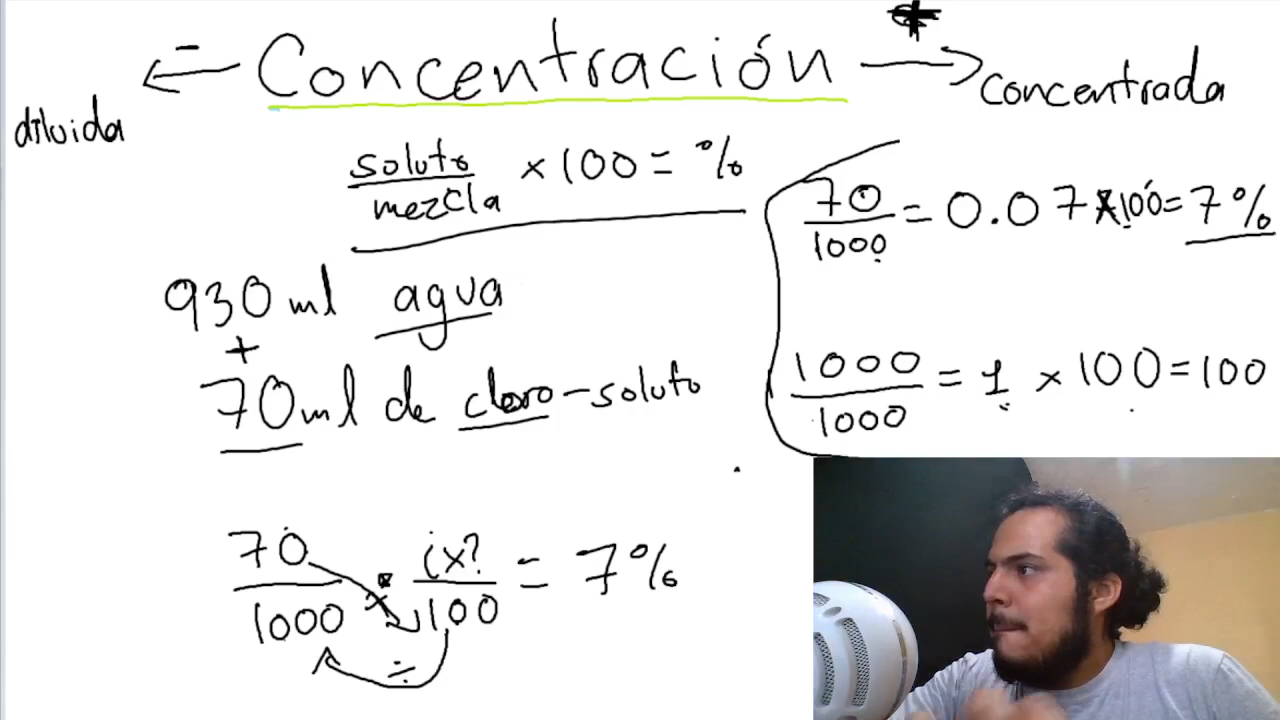 ← − Concentración → +
diluida
concentrada
soluto / mezcla × 100 = %
930 ml agua
+
70 ml de cloro - soluto
70 / 1000 × ¿x? / 100 = 7%
÷
70 / 1000 = 0.07 × 100 = 7%
1000 / 1000 = 1 × 100 = 100